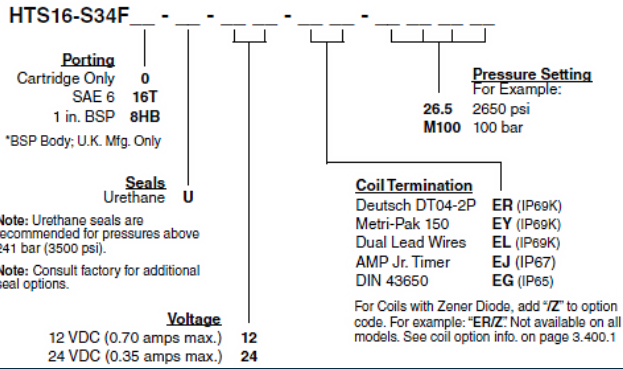 HTS16-S34F__ - __ - __ __ - __ __ - __ __ __ __
Porting
Cartridge Only 0
SAE 6 16T
1 in. BSP 8HB
*BSP Body; U.K. Mfg. Only
Seals
Urethane U
Note: Urethane seals are
recommended for pressures above
241 bar (3500 psi).
Note: Consult factory for additional
seal options.
Voltage
12 VDC (0.70 amps max.) 12
24 VDC (0.35 amps max.) 24
Pressure Setting
For Example:
26.5 2650 psi
M100 100 bar
Coil Termination
Deutsch DT04-2P ER (IP69K)
Metri-Pak 150 EY (IP69K)
Dual Lead Wires EL (IP69K)
AMP Jr. Timer EJ (IP67)
DIN 43650 EG (IP65)
For Coils with Zener Diode, add "/Z" to option
code. For example: "ER/Z". Not available on all
models. See coil option info. on page 3.400.1